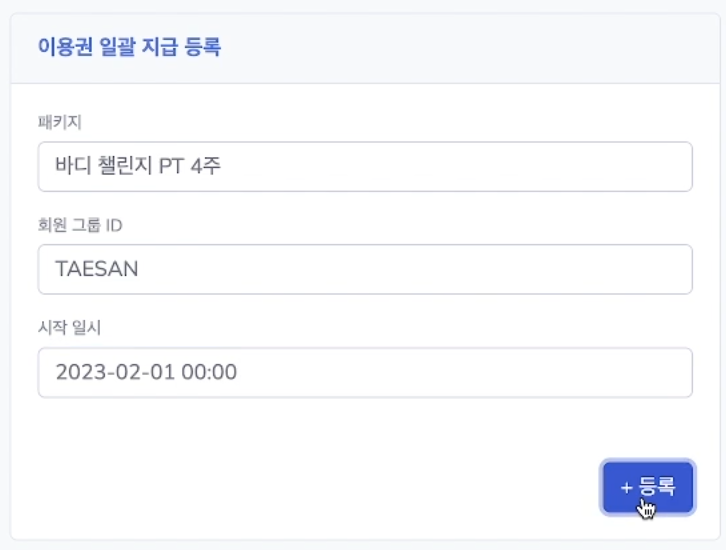 이용권 일괄 지급 등록
패키지
바디 챌린지 PT 4주
회원 그룹 ID
TAESAN
시작 일시
2023-02-01 00:00
+ 등록